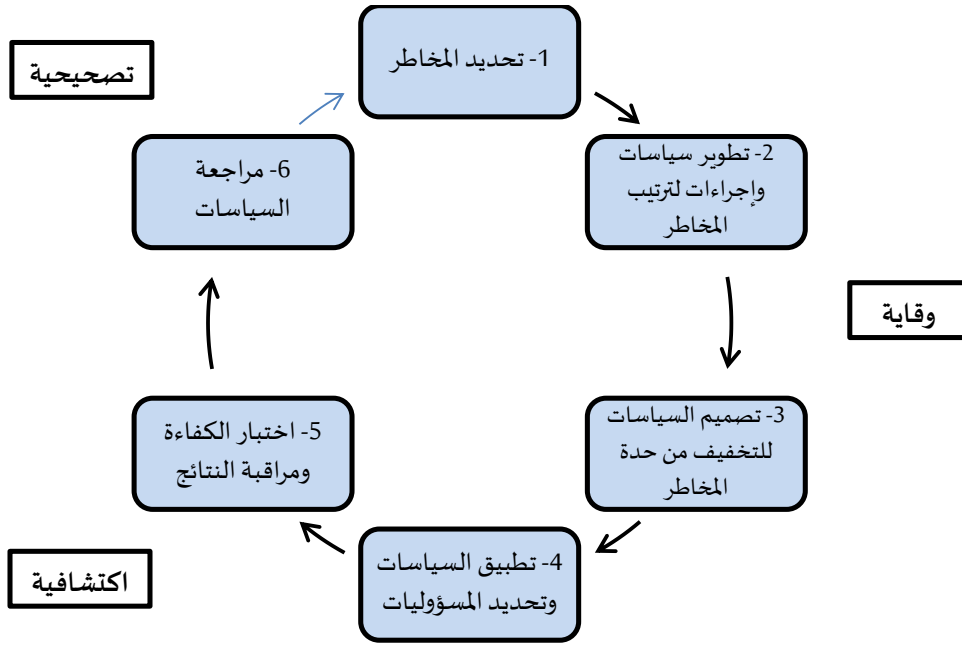 1- تحديد المخاطر
2- تطوير سياسات
وإجراءات لترتيب
المخاطر
3- تصميم السياسات
للتخفيف من حدة
المخاطر
4- تطبيق السياسات
وتحديد المسؤوليات
5- اختبار الكفاءة
ومراقبة النتائج
6- مراجعة
السياسات
تصحيحية
وقاية
اكتشافية